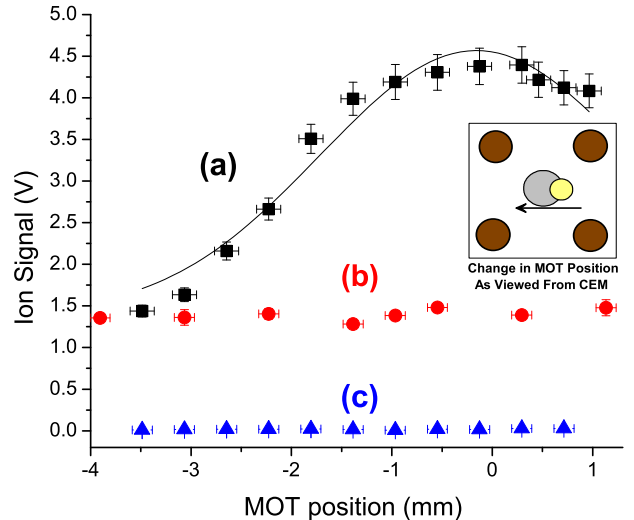 5.0
4.5
4.0
3.5
3.0
2.5
2.0
1.5
1.0
0.5
0.0
Ion Signal (V)
(a)
(b)
(c)
Change in MOT Position
As Viewed From CEM
-4
-3
-2
-1
0
1
MOT position (mm)